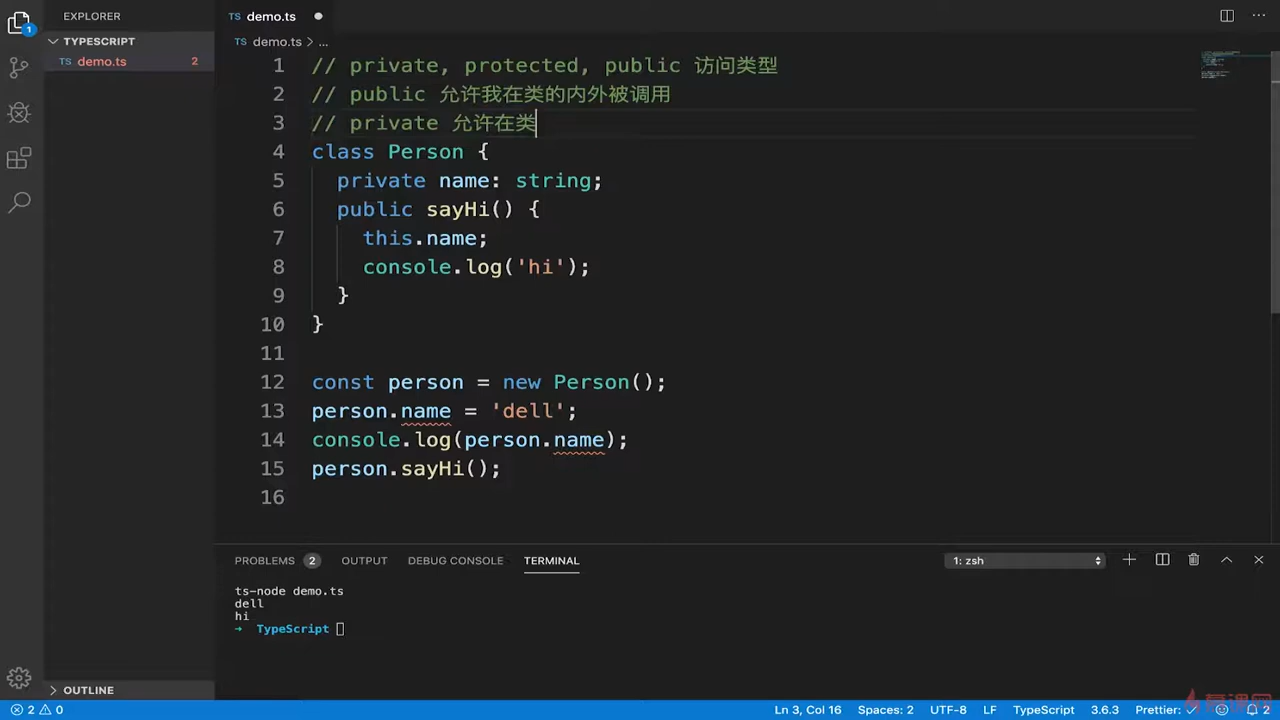 EXPLORER
demo.ts
TYPESCRIPT
demo.ts 2
1
demo.ts > ...
1 // private, protected, public 访问类型
2 // public 允许我在类的内外被调用
3 // private 允许在类
4 class Person {
5 private name: string;
6 public sayHi() {
7 this.name;
8 console.log('hi');
9 }
10 }
11
12 const person = new Person();
13 person.name = 'dell';
14 console.log(person.name);
15 person.sayHi();
16
PROBLEMS 2 OUTPUT DEBUG CONSOLE TERMINAL 1: zsh
ts-node demo.ts
dell
hi
→ TypeScript
OUTLINE
慕课网
2 0 Ln 3, Col 16 Spaces: 2 UTF-8 LF TypeScript 3.6.3 Prettier: ✓ 2